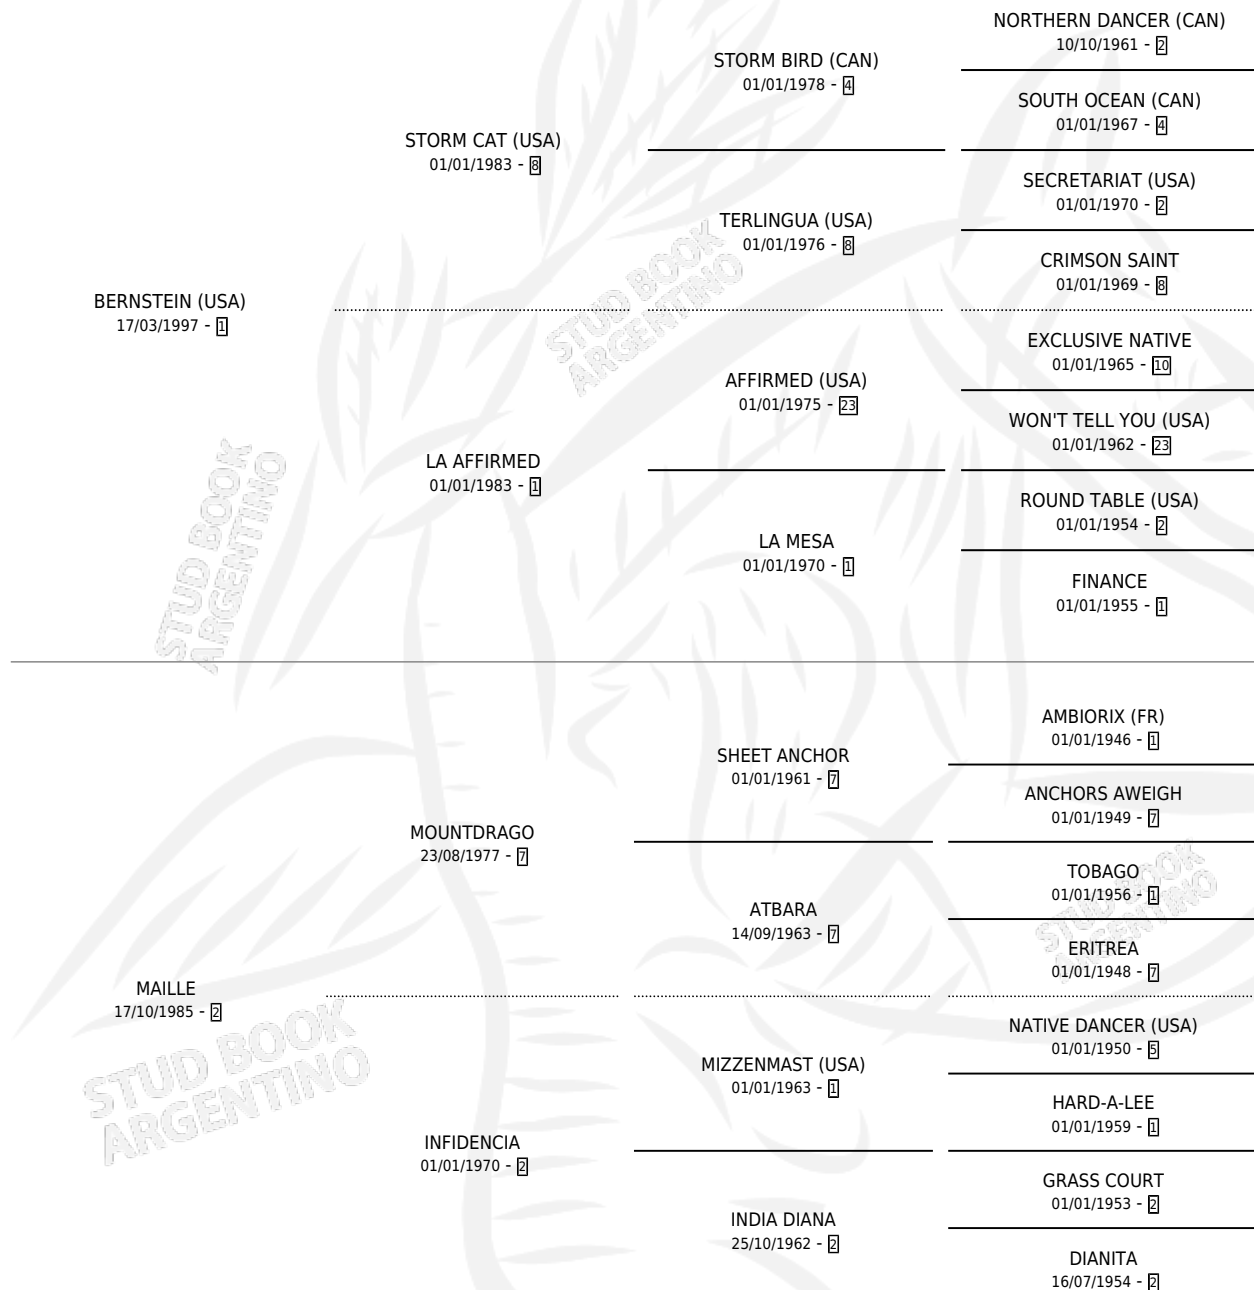 NORTHERN DANCER (CAN)
10/10/1961 - 2
STORM BIRD (CAN)
01/01/1978 - 4
SOUTH OCEAN (CAN)
01/01/1967 - 4
STORM CAT (USA)
01/01/1983 - 8
SECRETARIAT (USA)
01/01/1970 - 2
TERLINGUA (USA)
01/01/1976 - 8
CRIMSON SAINT
01/01/1969 - 8
BERNSTEIN (USA)
17/03/1997 - 1
EXCLUSIVE NATIVE
01/01/1965 - 10
AFFIRMED (USA)
01/01/1975 - 23
WON'T TELL YOU (USA)
01/01/1962 - 23
LA AFFIRMED
01/01/1983 - 1
ROUND TABLE (USA)
01/01/1954 - 2
LA MESA
01/01/1970 - 1
FINANCE
01/01/1955 - 1
AMBIORIX (FR)
01/01/1946 - 1
SHEET ANCHOR
01/01/1961 - 7
ANCHORS AWEIGH
01/01/1949 - 7
MOUNTDRAGO
23/08/1977 - 7
TOBAGO
01/01/1956 - 1
ATBARA
14/09/1963 - 7
ERITREA
01/01/1948 - 7
MAILLE
17/10/1985 - 2
NATIVE DANCER (USA)
01/01/1950 - 5
MIZZENMAST (USA)
01/01/1963 - 1
HARD-A-LEE
01/01/1959 - 1
INFIDENCIA
01/01/1970 - 2
GRASS COURT
01/01/1953 - 2
INDIA DIANA
25/10/1962 - 2
DIANITA
16/07/1954 - 2
STUD BOOK
ARGENTINO
STUD BOOK
ARGENTINO
STUD BOOK
ARGENTINO
STUD BOOK
ARGENTINO